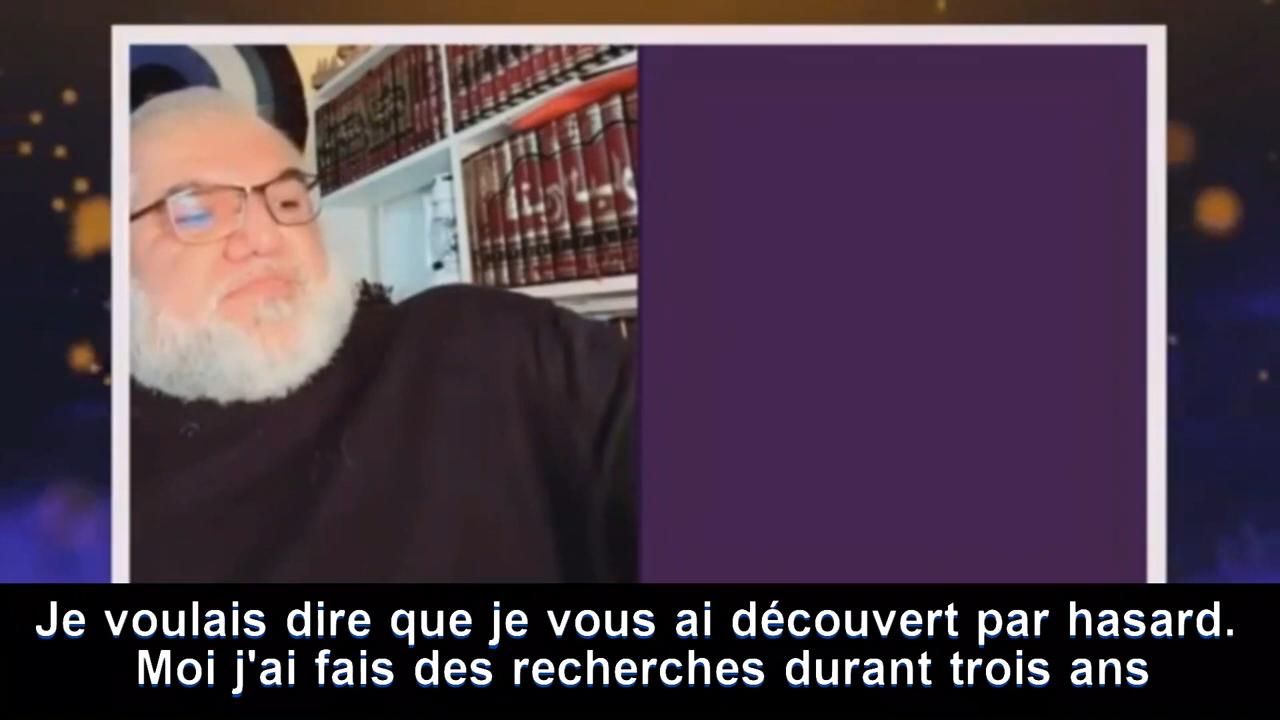 Je voulais dire que je vous ai découvert par hasard.
Moi j'ai fais des recherches durant trois ans